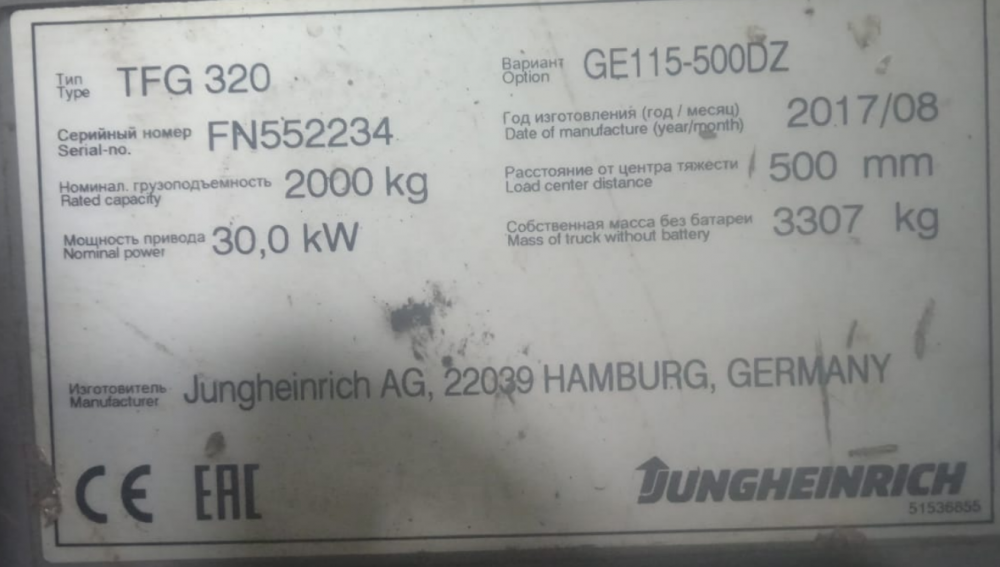 Тип
Type
TFG 320
Вариант
Option
GE115-500DZ
Серийный номер
Serial-no.
FN552234
Год изготовления (год / месяц)
Date of manufacture (year/month)
2017/08
Номинал. грузоподъемность
Rated capacity
2000 kg
Расстояние от центра тяжести
Load center distance
500 mm
Мощность привода
Nominal power
30,0 kW
Собственная масса без батареи
Mass of truck without battery
3307 kg
Изготовитель
Manufacturer
Jungheinrich AG, 22039 HAMBURG, GERMANY
CE EAC
JUNGHEINRICH
51536855